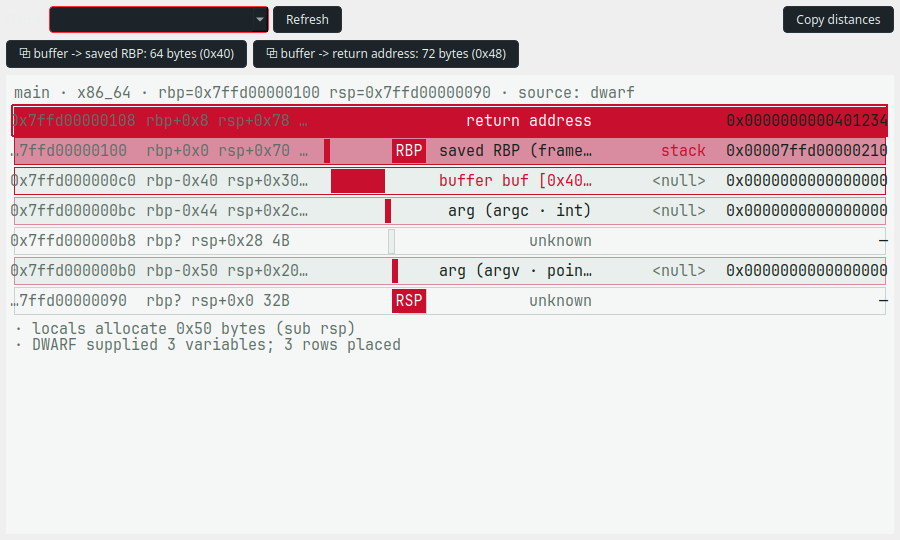 Refresh
Copy distances
buffer -> saved RBP: 64 bytes (0x40)
buffer -> return address: 72 bytes (0x48)
main · x86_64 · rbp=0x7ffd00000100 rsp=0x7ffd00000090 · source: dwarf
0x7ffd00000108 rbp+0x8 rsp+0x78 … return address 0x0000000000401234
…7ffd00000100 rbp+0x0 rsp+0x70 … RBP saved RBP (frame… stack 0x00007ffd00000210
0x7ffd000000c0 rbp-0x40 rsp+0x30… buffer buf [0x40… <null> 0x0000000000000000
0x7ffd000000bc rbp-0x44 rsp+0x2c… arg (argc · int) <null> 0x0000000000000000
0x7ffd000000b8 rbp? rsp+0x28 4B unknown —
0x7ffd000000b0 rbp-0x50 rsp+0x20… arg (argv · poin… <null> 0x0000000000000000
…7ffd00000090 rbp? rsp+0x0 32B RSP unknown —
· locals allocate 0x50 bytes (sub rsp)
· DWARF supplied 3 variables; 3 rows placed